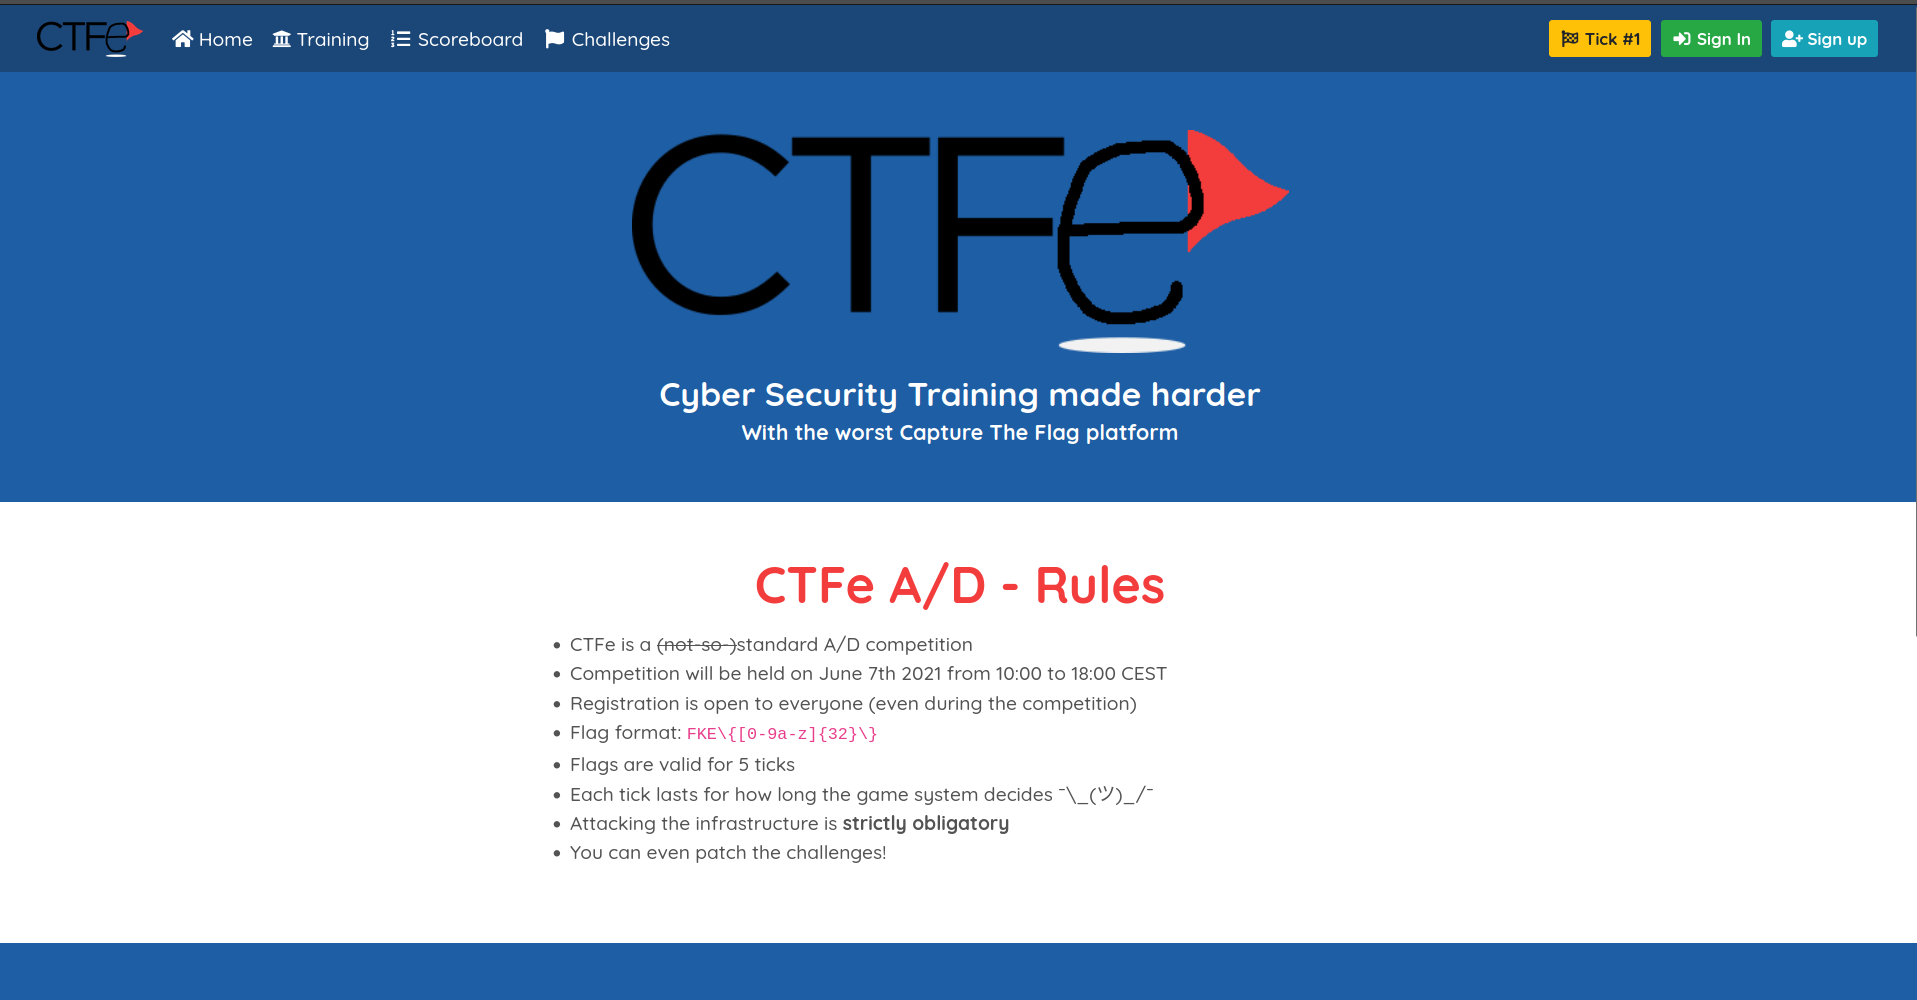 CTFe Home Training Scoreboard Challenges Tick #1 Sign In Sign up
CTFe
Cyber Security Training made harder
With the worst Capture The Flag platform
CTFe A/D - Rules
• CTFe is a (not-so-)standard A/D competition
• Competition will be held on June 7th 2021 from 10:00 to 18:00 CEST
• Registration is open to everyone (even during the competition)
• Flag format: FKE\{[0-9a-z]{32}\}
• Flags are valid for 5 ticks
• Each tick lasts for how long the game system decides ¯\_(ツ)_/¯
• Attacking the infrastructure is strictly obligatory
• You can even patch the challenges!